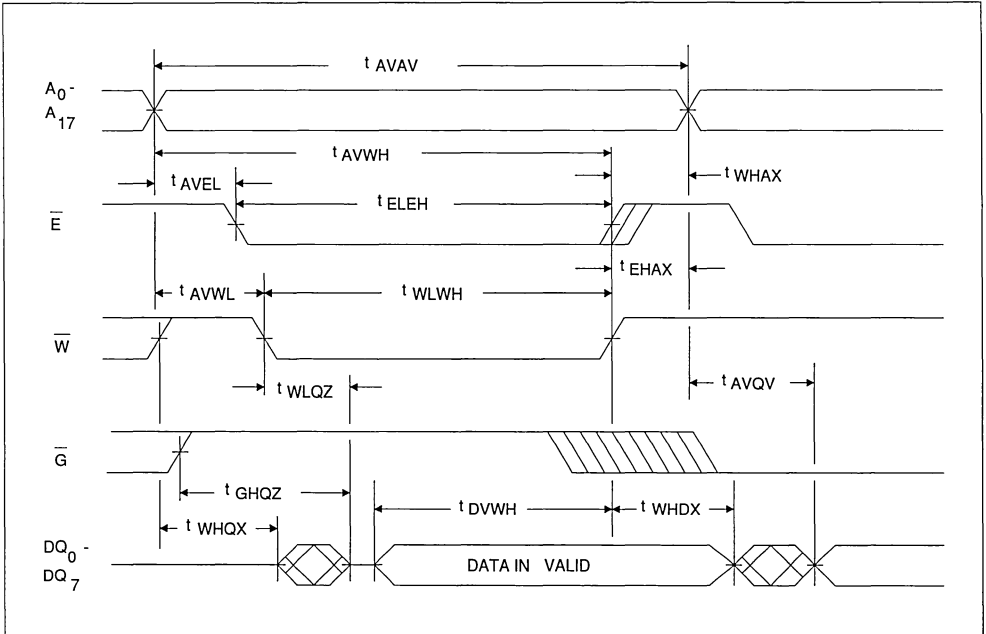 t AVAV
A0 -
A17
t AVWH
t AVEL
t WHAX
t ELEH
E
t EHAX
t AVWL
t WLWH
W
t WLQZ
t AVQV
G
t GHQZ
t DVWH
t WHDX
t WHQX
DQ0 -
DQ7
DATA IN VALID